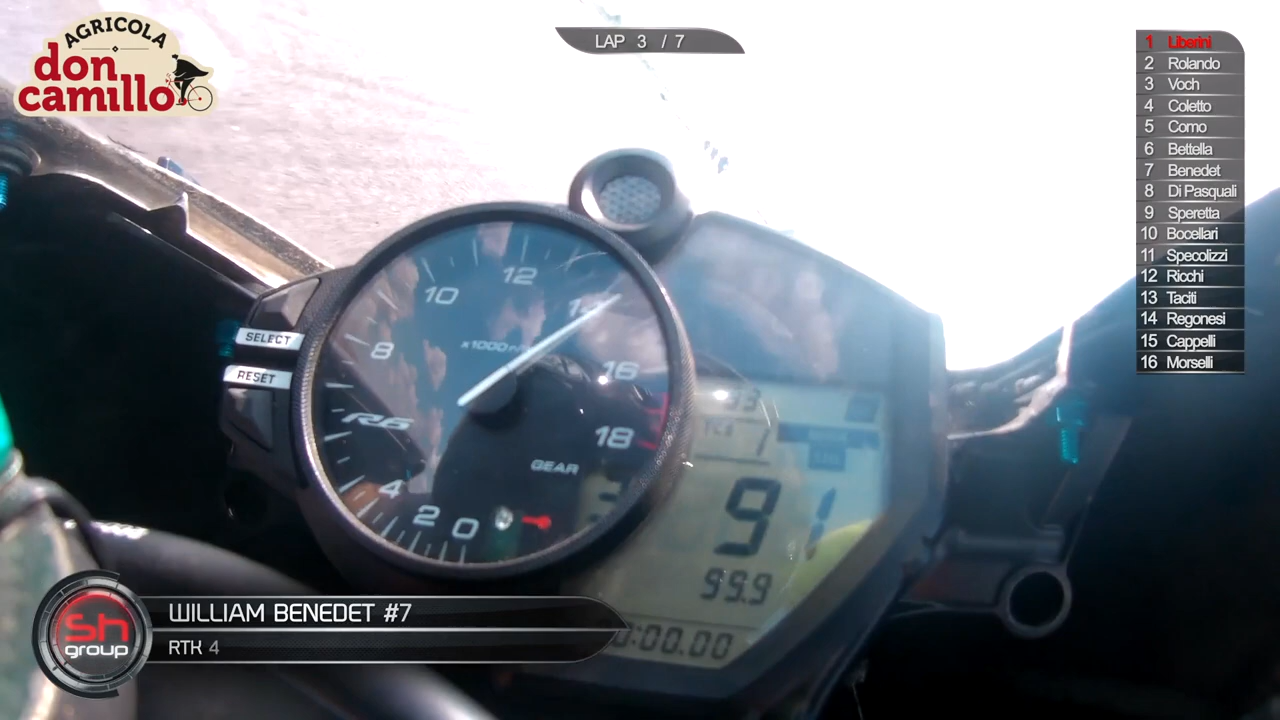 AGRICOLA
don
camillo
LAP 3 / 7
1 Liberini
2 Rolando
3 Voch
4 Coletto
5 Corno
6 Bettella
7 Benedet
8 Di Pasquali
9 Speretta
10 Bocellari
11 Specolizzi
12 Ricchi
13 Taciti
14 Regonesi
15 Cappelli
16 Morselli
12
10
14
8
x1000 r/
16
SELECT
RESET
R6
18
GEAR
4
2
0
91
99.9
0:00.00
sh
group
WILLIAM BENEDET #7
RTK 4